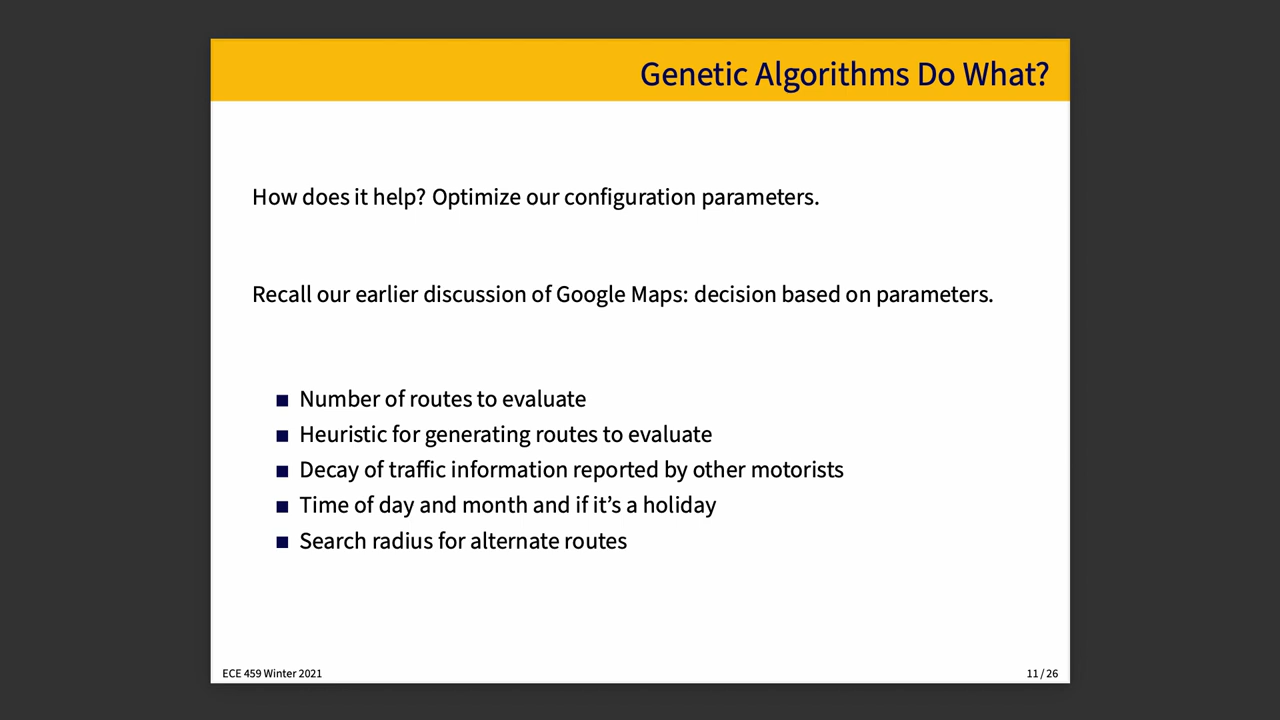 Genetic Algorithms Do What?
How does it help? Optimize our configuration parameters.
Recall our earlier discussion of Google Maps: decision based on parameters.
Number of routes to evaluate
Heuristic for generating routes to evaluate
Decay of traffic information reported by other motorists
Time of day and month and if it’s a holiday
Search radius for alternate routes
ECE 459 Winter 2021
11 / 26